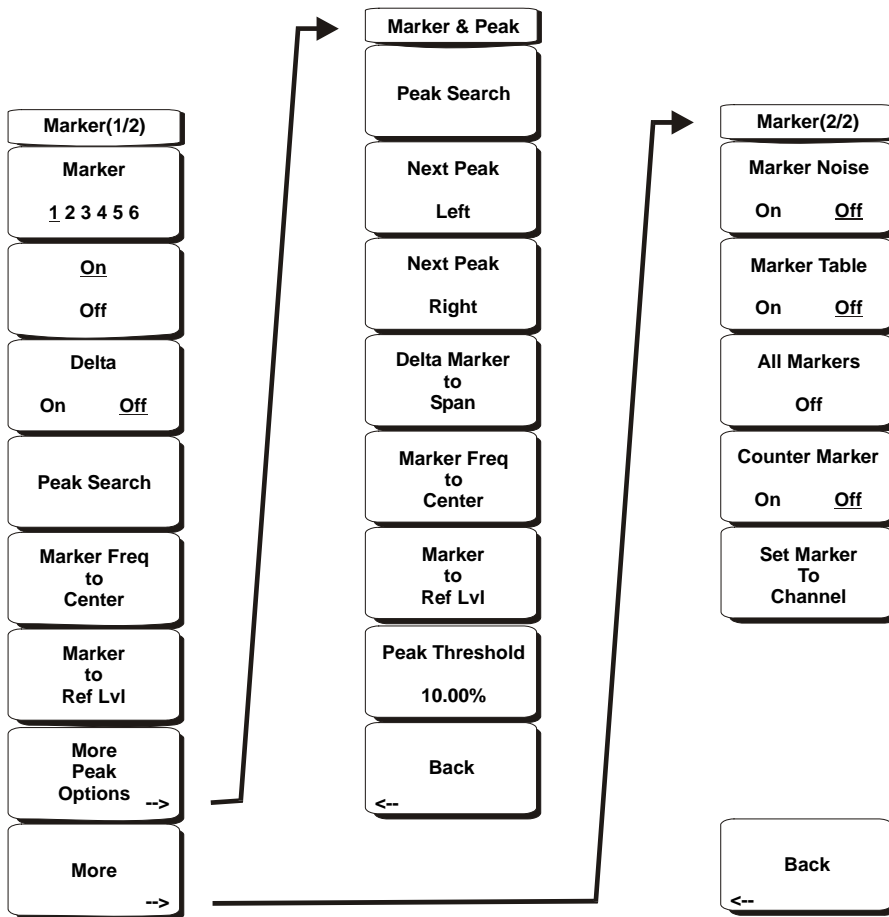 Marker(1/2)
Marker
1 2 3 4 5 6
On
Off
Delta
On Off
Peak Search
Marker Freq
to
Center
Marker
to
Ref Lvl
More
Peak
Options -->
More
-->
Marker & Peak
Peak Search
Next Peak
Left
Next Peak
Right
Delta Marker
to
Span
Marker Freq
to
Center
Marker
to
Ref Lvl
Peak Threshold
10.00%
Back
<--
Marker(2/2)
Marker Noise
On Off
Marker Table
On Off
All Markers
Off
Counter Marker
On Off
Set Marker
To
Channel
Back
<--